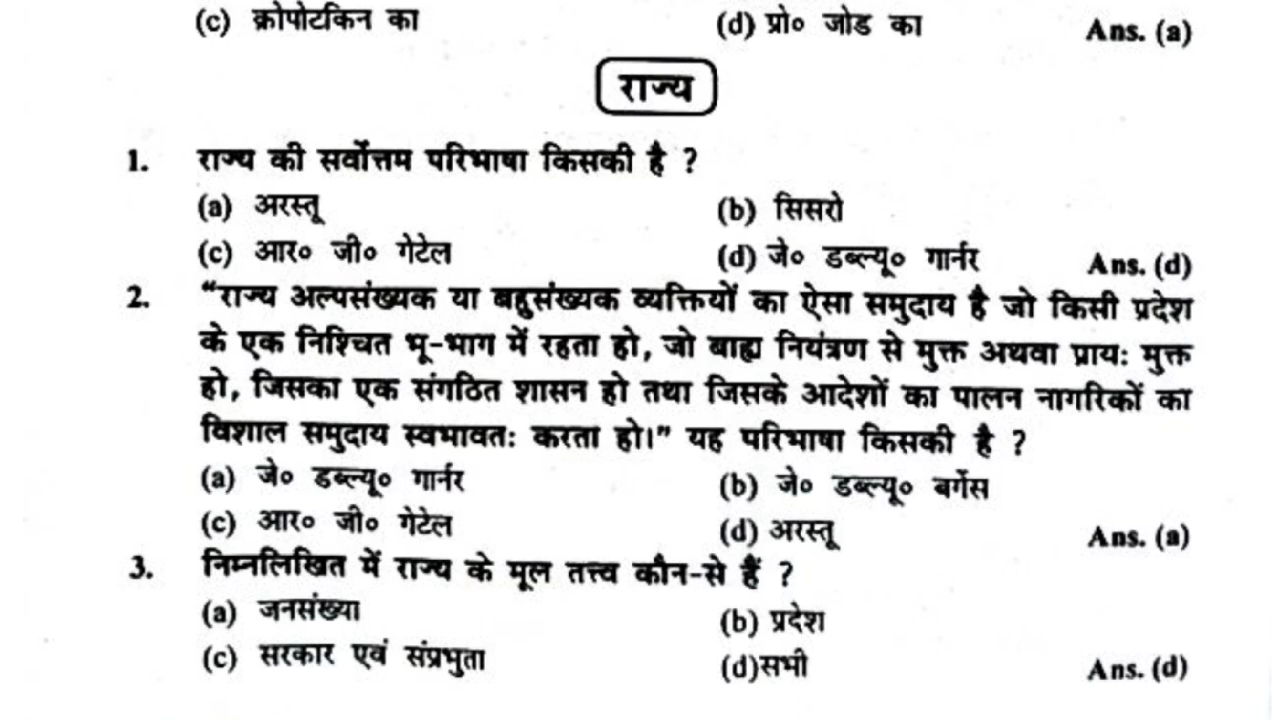 (c) क्रोपोटकिन का (d) प्रो० जोड का Ans. (a)
राज्य
1. राज्य की सर्वोत्तम परिभाषा किसकी है ?
(a) अरस्तू (b) सिसरो
(c) आर० जी० गेटेल (d) जे० डब्ल्यू० गार्नर Ans. (d)
2. “राज्य अल्पसंख्यक या बहुसंख्यक व्यक्तियों का ऐसा समुदाय है जो किसी प्रदेश
के एक निश्चित भू-भाग में रहता हो, जो बाह्य नियंत्रण से मुक्त अथवा प्रायः मुक्त
हो, जिसका एक संगठित शासन हो तथा जिसके आदेशों का पालन नागरिकों का
विशाल समुदाय स्वभावतः करता हो।” यह परिभाषा किसकी है ?
(a) जे० डब्ल्यू० गार्नर (b) जे० डब्ल्यू० बर्गेस
(c) आर० जी० गेटेल (d) अरस्तू Ans. (a)
3. निम्नलिखित में राज्य के मूल तत्त्व कौन-से हैं ?
(a) जनसंख्या (b) प्रदेश
(c) सरकार एवं संप्रभुता (d)सभी Ans. (d)